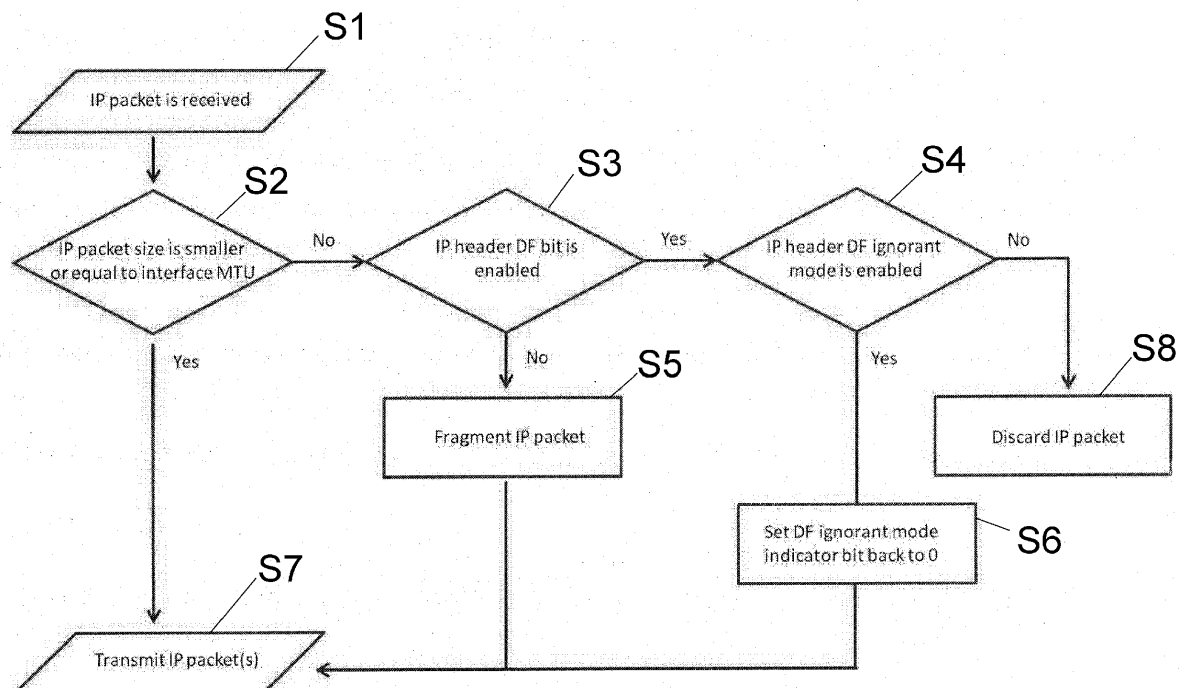 S1
IP packet is received
S2
IP packet size is smaller
or equal to interface MTU
No
S3
IP header DF bit is
enabled
Yes
S4
IP header DF ignorant
mode is enabled
No
Yes
No
Yes
S5
Fragment IP packet
S8
Discard IP packet
Set DF ignorant mode
indicator bit back to 0
S6
S7
Transmit IP packet(s)